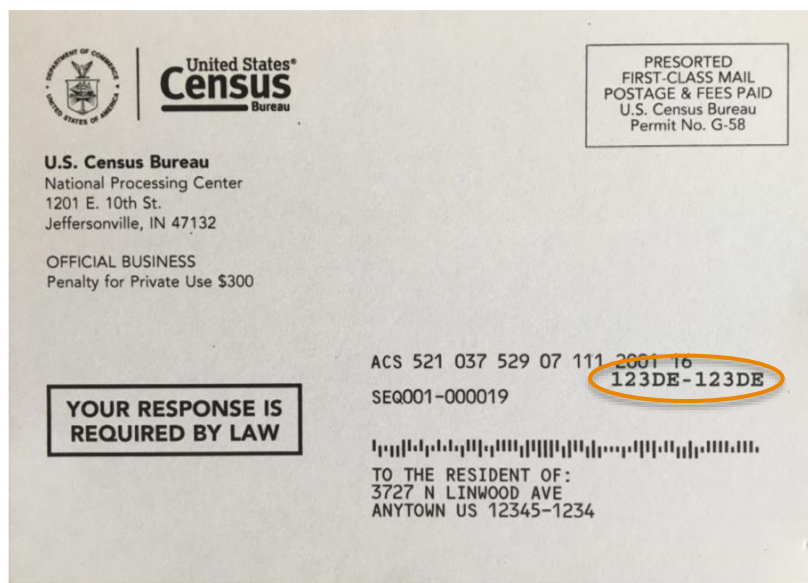 DEPARTMENT OF COMMERCE
UNITED STATES OF AMERICA
United States®
Census
Bureau
PRESORTED
FIRST-CLASS MAIL
POSTAGE & FEES PAID
U.S. Census Bureau
Permit No. G-58
U.S. Census Bureau
National Processing Center
1201 E. 10th St.
Jeffersonville, IN 47132
OFFICIAL BUSINESS
Penalty for Private Use $300
ACS 521 037 529 07 111 2001 16
123DE-123DE
SEQ001-000019
YOUR RESPONSE IS
REQUIRED BY LAW
TO THE RESIDENT OF:
3727 N LINWOOD AVE
ANYTOWN US 12345-1234